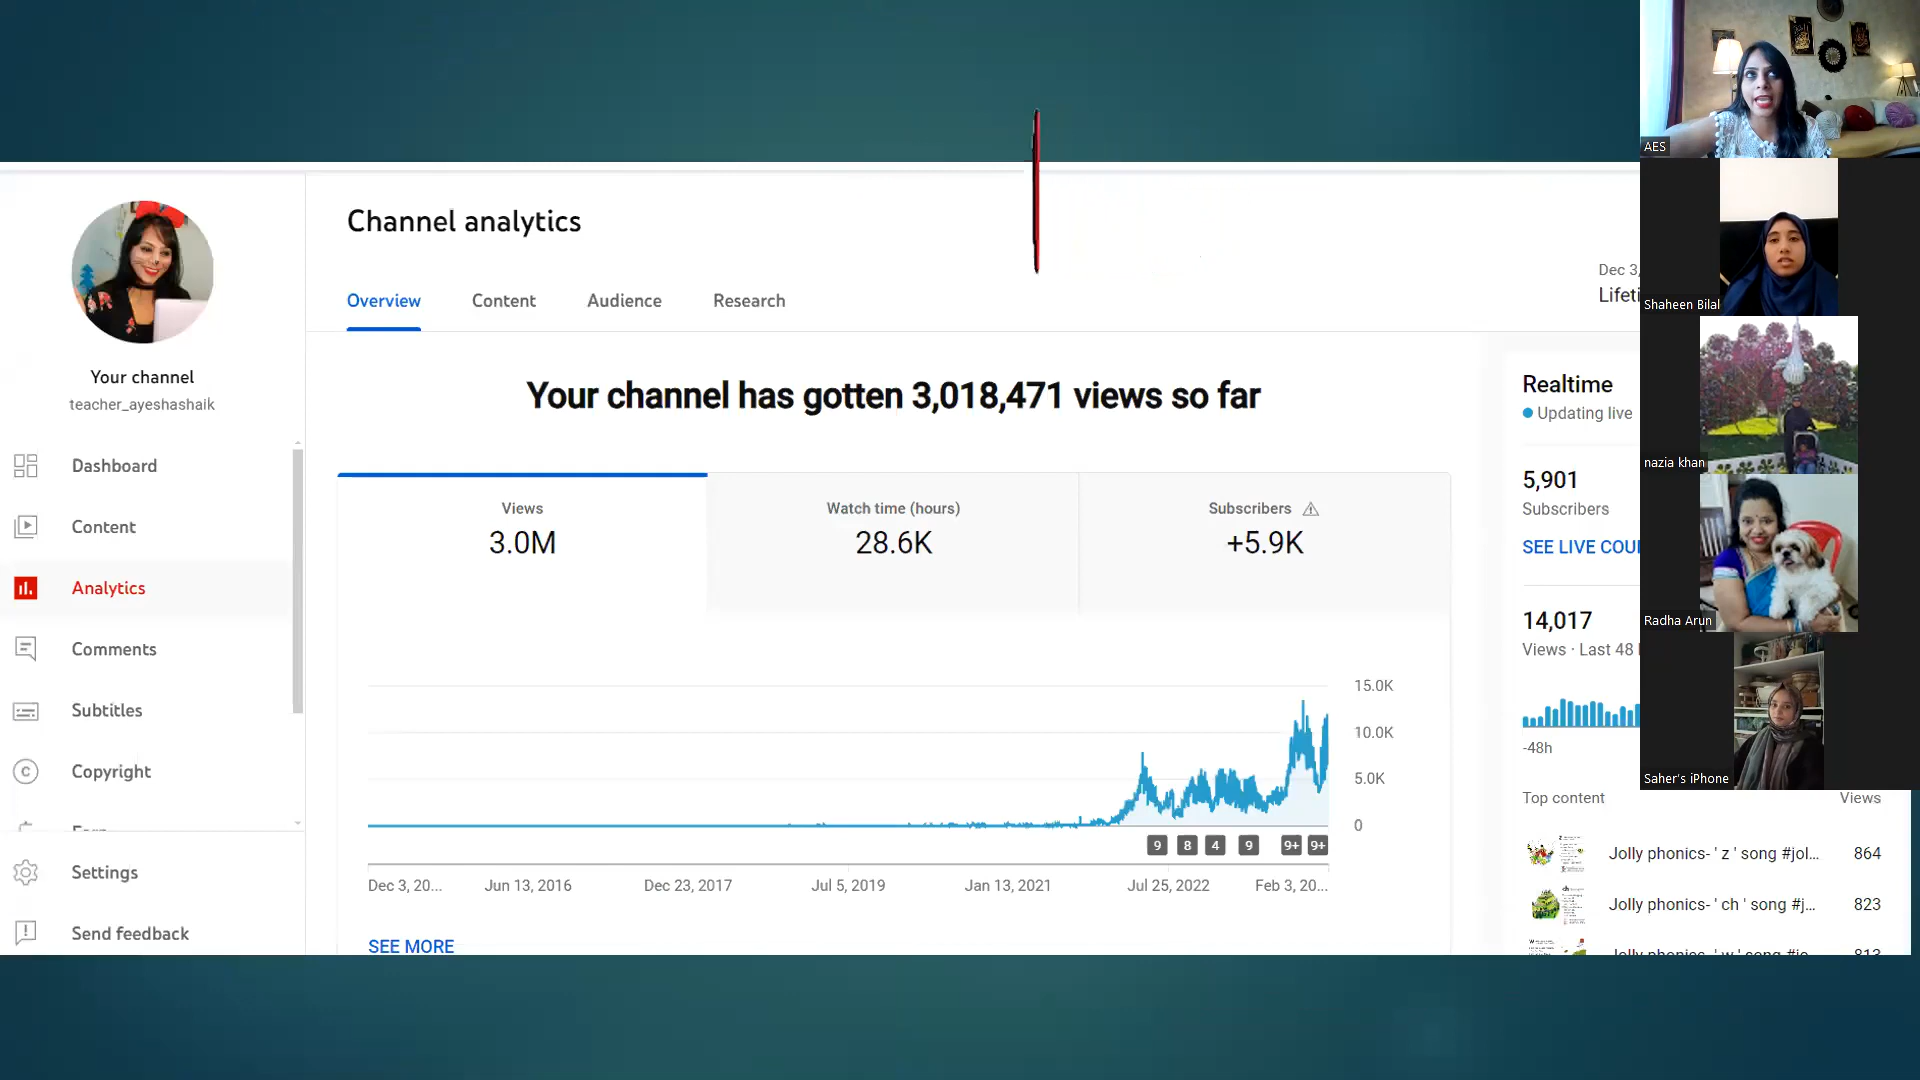 Channel analytics
Overview
Content
Audience
Research
Dec 3,
Lifeti
Your channel
teacher_ayeshashaik
Dashboard
Content
Analytics
Comments
Subtitles
Copyright
Settings
Send feedback
Your channel has gotten 3,018,471 views so far
Views
3.0M
Watch time (hours)
28.6K
Subscribers
+5.9K
15.0K
10.0K
5.0K
0
9 8 4 9 9+ 9+
Dec 3, 20... Jun 13, 2016 Dec 23, 2017 Jul 5, 2019 Jan 13, 2021 Jul 25, 2022 Feb 3, 20...
SEE MORE
Realtime
Updating live
5,901
Subscribers
SEE LIVE COU
14,017
Views · Last 48
-48h
Top content Views
Jolly phonics- ' z ' song #jol... 864
Jolly phonics- ' ch ' song #j... 823
Jolly phonics- ' w ' song #jo... 813
AES
Shaheen Bilal
nazia khan
Radha Arun
Saher's iPhone